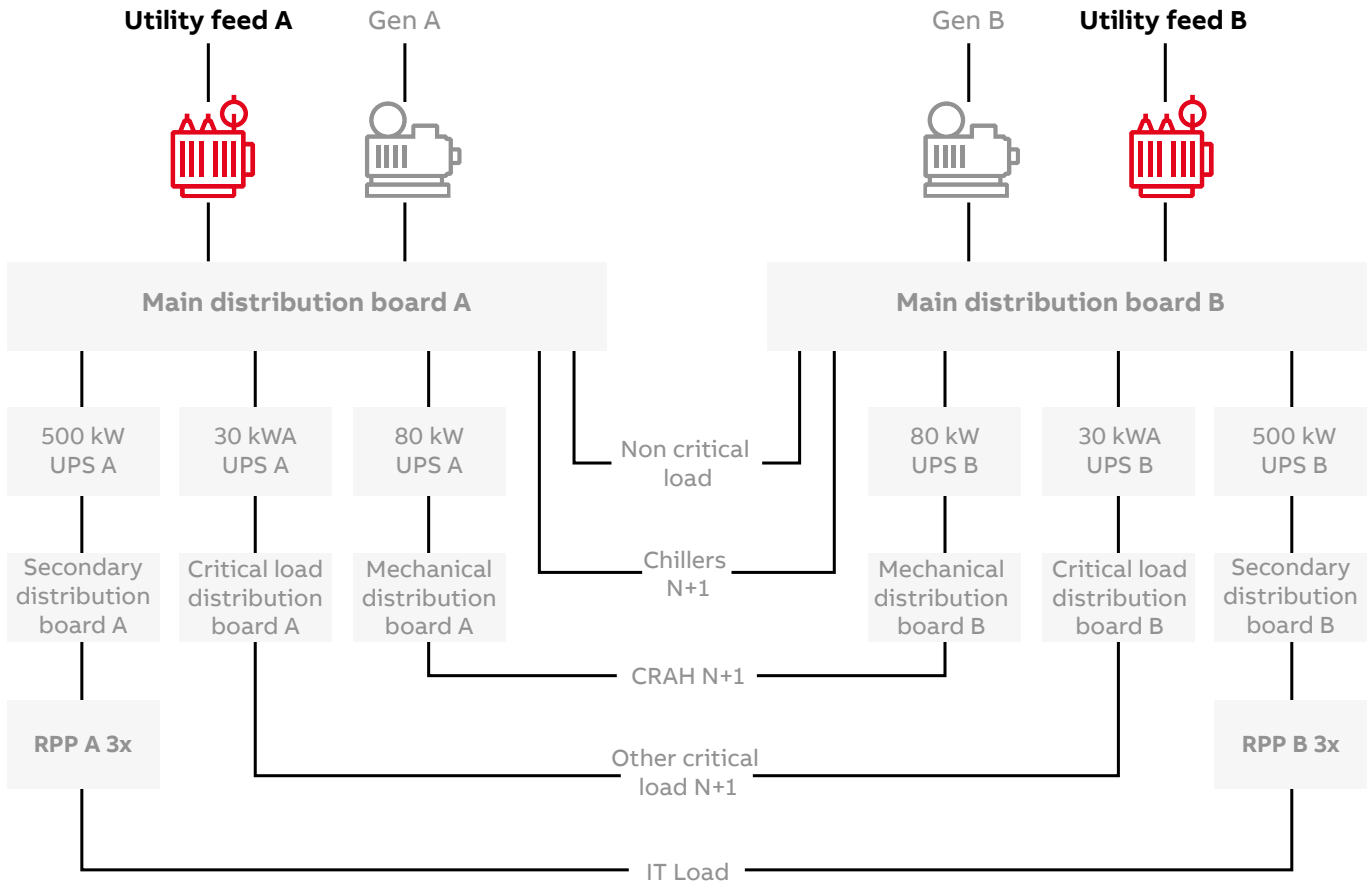 Utility feed A
Gen A
Gen B
Utility feed B
Main distribution board A
Main distribution board B
500 kW
UPS A
30 kWA
UPS A
80 kW
UPS A
Non critical
load
80 kW
UPS B
30 kWA
UPS B
500 kW
UPS B
Secondary
distribution
board A
Critical load
distribution
board A
Mechanical
distribution
board A
Chillers
N+1
Mechanical
distribution
board B
Critical load
distribution
board B
Secondary
distribution
board B
CRAH N+1
RPP A 3x
RPP B 3x
Other critical
load N+1
IT Load